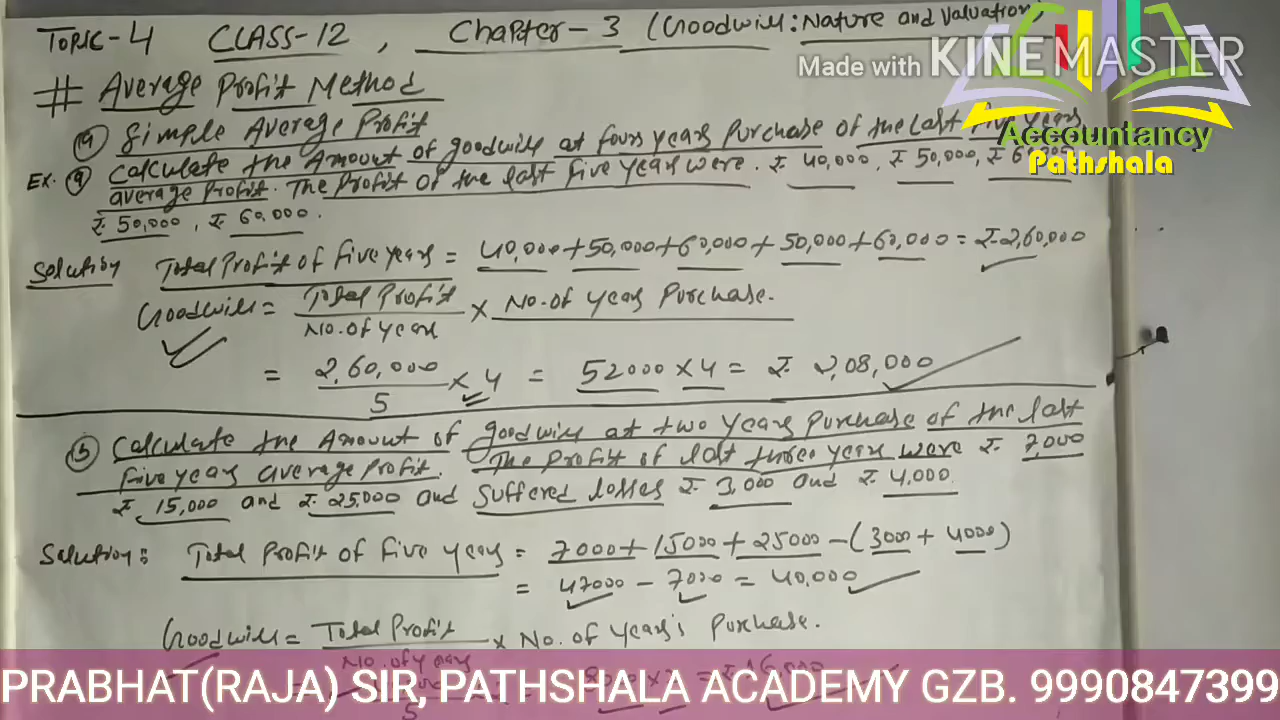 TOPIC-4 CLASS-12, Chapter-3 (Goodwill: Nature and Valuation)
Made with KINEMASTER
# Average Profit Method
(a) Simple Average Profit
Accountancy
Pathshala
Ex. (a) Calculate the Amount of goodwill at four years Purchase of the last five years
average Profit. The Profit of the last five years were. ₹ 40,000, ₹ 50,000, ₹ 60,000
₹ 50,000, ₹ 60,000.
Solution Total Profit of five years = 40,000+50,000+60,000+50,000+60,000 = ₹ 2,60,000
Goodwill = Total Profit / No. of years × No. of years Purchase.
= 2,60,000 / 5 × 4 = 52000 × 4 = ₹ 2,08,000
(b) Calculate the Amount of goodwill at two years Purchase of the last
five years average profit. The Profit of last three years were ₹ 7,000
₹ 15,000 and ₹ 25,000 and suffered losses ₹ 3,000 and ₹ 4,000.
Solution: Total Profit of five years = 7000+15000+25000-(3000+4000)
= 47000 - 7000 = 40,000
Goodwill = Total Profit / No. of years × No. of years's Purchase.
PRABHAT(RAJA) SIR, PATHSHALA ACADEMY GZB. 9990847399